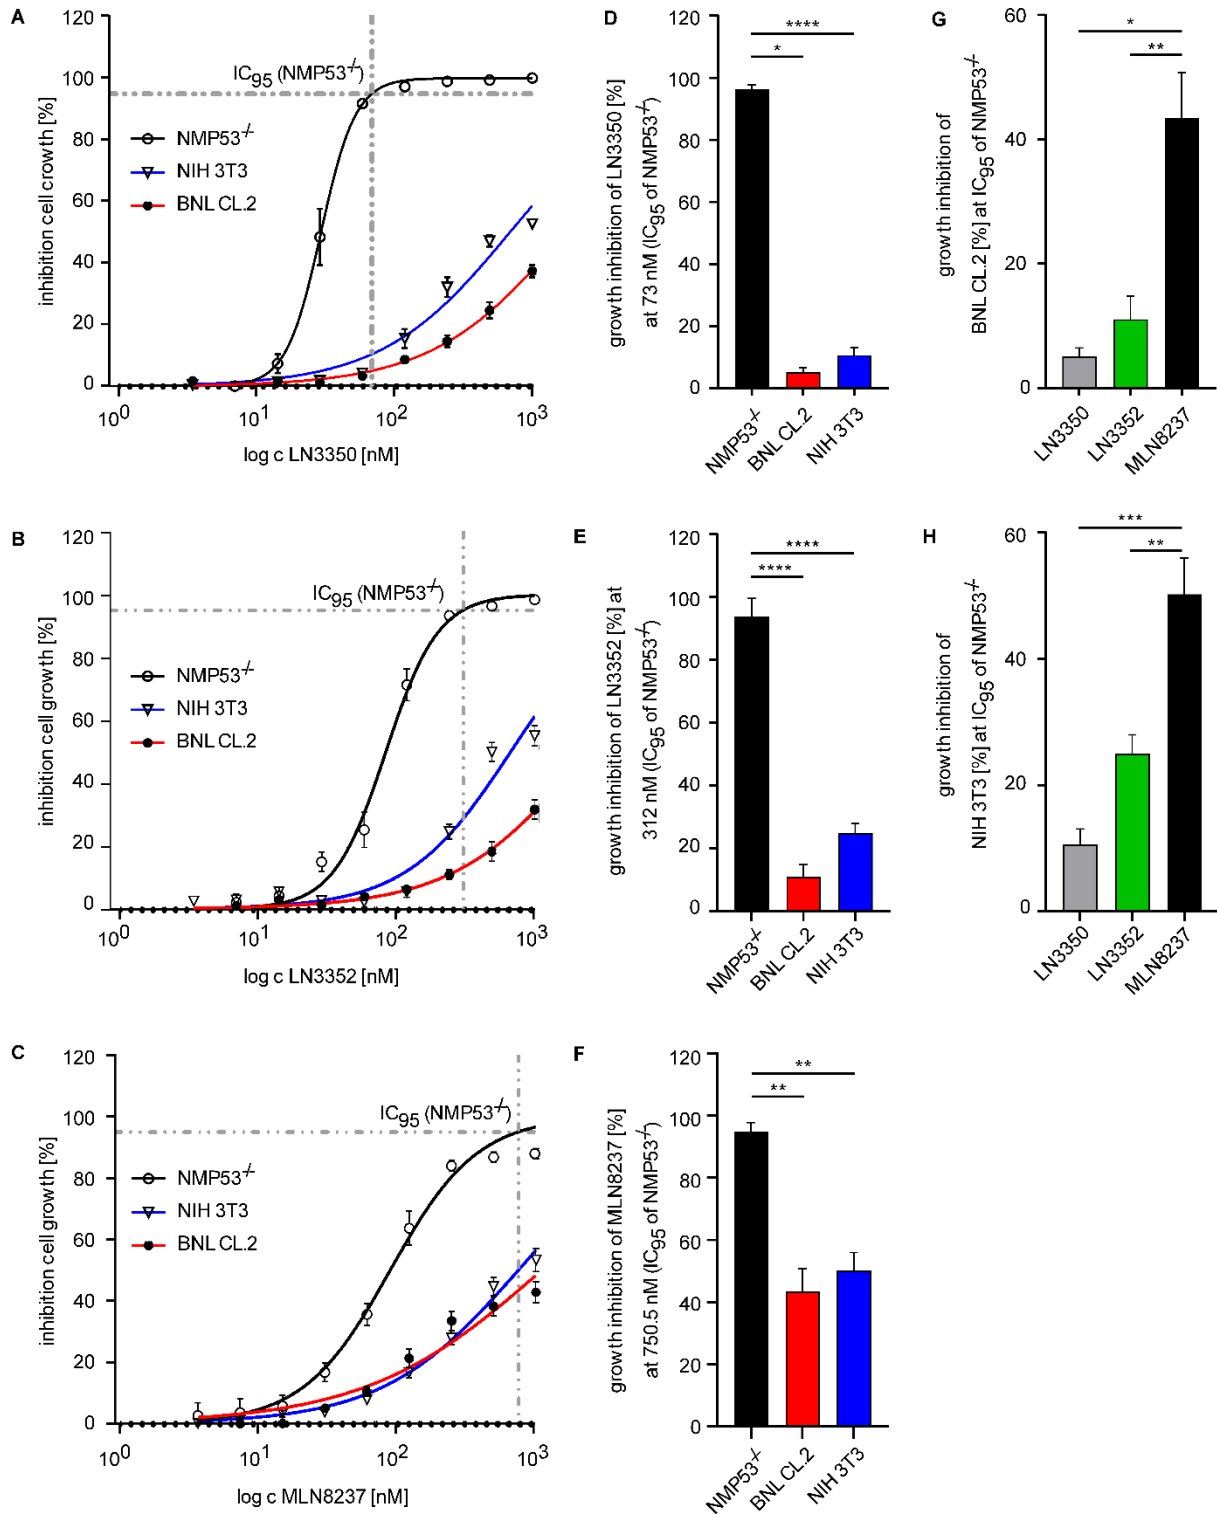 A
120
100
80
60
40
20
0
inhibition cell crowth [%]
IC95 (NMP53-/-)
NMP53-/-
NIH 3T3
BNL CL.2
10^0
10^1
10^2
10^3
log c LN3350 [nM]
D
growth inhibition of LN3350 [%]
at 73 nM (IC95 of NMP53-/-)
120
100
80
60
40
20
0
****
*
NMP53-/-
BNL CL.2
NIH 3T3
G
growth inhibition of
BNL CL.2 [%] at IC95 of NMP53-/-
60
40
20
0
*
**
LN3350
LN3352
MLN8237
B
120
100
80
60
40
20
0
inhibition cell growth [%]
IC95 (NMP53-/-)
NMP53-/-
NIH 3T3
BNL CL.2
10^0
10^1
10^2
10^3
log c LN3352 [nM]
E
growth inhibition of LN3352 [%] at
312 nM (IC95 of NMP53-/-)
120
100
80
60
40
20
0
****
****
NMP53-/-
BNL CL.2
NIH 3T3
H
growth inhibition of
NIH 3T3 [%] at IC95 of NMP53-/-
60
40
20
0
***
**
LN3350
LN3352
MLN8237
C
120
100
80
60
40
20
0
inhibition cell growth [%]
IC95 (NMP53-/-)
NMP53-/-
NIH 3T3
BNL CL.2
10^0
10^1
10^2
10^3
log c MLN8237 [nM]
F
growth inhibition of MLN8237 [%]
at 750.5 nM (IC95 of NMP53-/-)
120
100
80
60
40
20
0
**
**
NMP53-/-
BNL CL.2
NIH 3T3